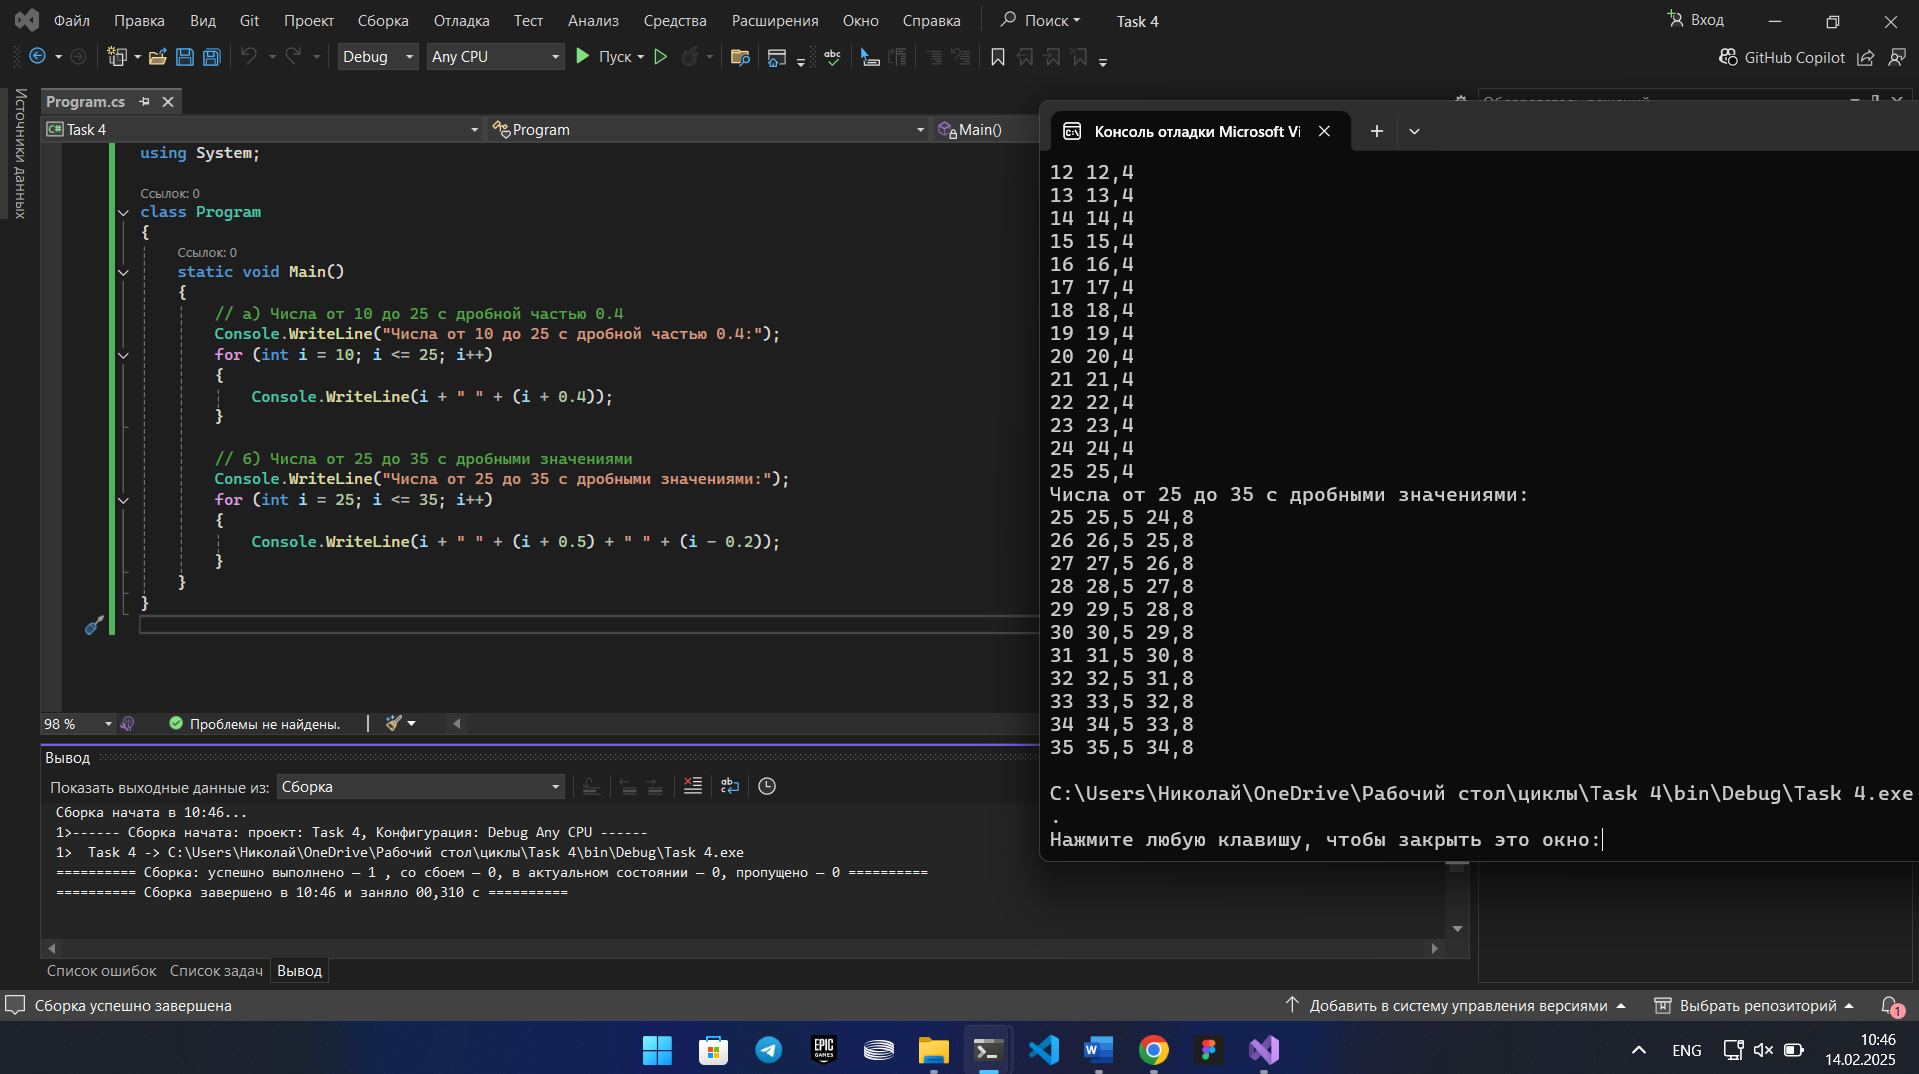 Файл Правка Вид Git Проект Сборка Отладка Тест Анализ Средства Расширения Окно Справка Поиск Task 4 Вход
Debug Any CPU Пуск abc GitHub Copilot
Источники данных
Program.cs
C# Task 4 Program Main()
using System;
Ссылок: 0
class Program
{
Ссылок: 0
static void Main()
{
// а) Числа от 10 до 25 с дробной частью 0.4
Console.WriteLine("Числа от 10 до 25 с дробной частью 0.4:");
for (int i = 10; i <= 25; i++)
{
Console.WriteLine(i + " " + (i + 0.4));
}
// б) Числа от 25 до 35 с дробными значениями
Console.WriteLine("Числа от 25 до 35 с дробными значениями:");
for (int i = 25; i <= 35; i++)
{
Console.WriteLine(i + " " + (i + 0.5) + " " + (i - 0.2));
}
}
}
98 % Проблемы не найдены.
Вывод
Показать выходные данные из: Сборка
Сборка начата в 10:46...
1>------ Сборка начата: проект: Task 4, Конфигурация: Debug Any CPU ------
1>  Task 4 -> C:\Users\Николай\OneDrive\Рабочий стол\циклы\Task 4\bin\Debug\Task 4.exe
========== Сборка: успешно выполнено — 1 , со сбоем — 0, в актуальном состоянии — 0, пропущено — 0 ==========
========== Сборка завершено в 10:46 и заняло 00,310 с ==========
Список ошибок Список задач Вывод
Консоль отладки Microsoft Vi
12 12,4
13 13,4
14 14,4
15 15,4
16 16,4
17 17,4
18 18,4
19 19,4
20 20,4
21 21,4
22 22,4
23 23,4
24 24,4
25 25,4
Числа от 25 до 35 с дробными значениями:
25 25,5 24,8
26 26,5 25,8
27 27,5 26,8
28 28,5 27,8
29 29,5 28,8
30 30,5 29,8
31 31,5 30,8
32 32,5 31,8
33 33,5 32,8
34 34,5 33,8
35 35,5 34,8
C:\Users\Николай\OneDrive\Рабочий стол\циклы\Task 4\bin\Debug\Task 4.exe
.
Нажмите любую клавишу, чтобы закрыть это окно:
Сборка успешно завершена Добавить в систему управления версиями Выбрать репозиторий 1
EPIC GAMES W ENG 10:46
14.02.2025